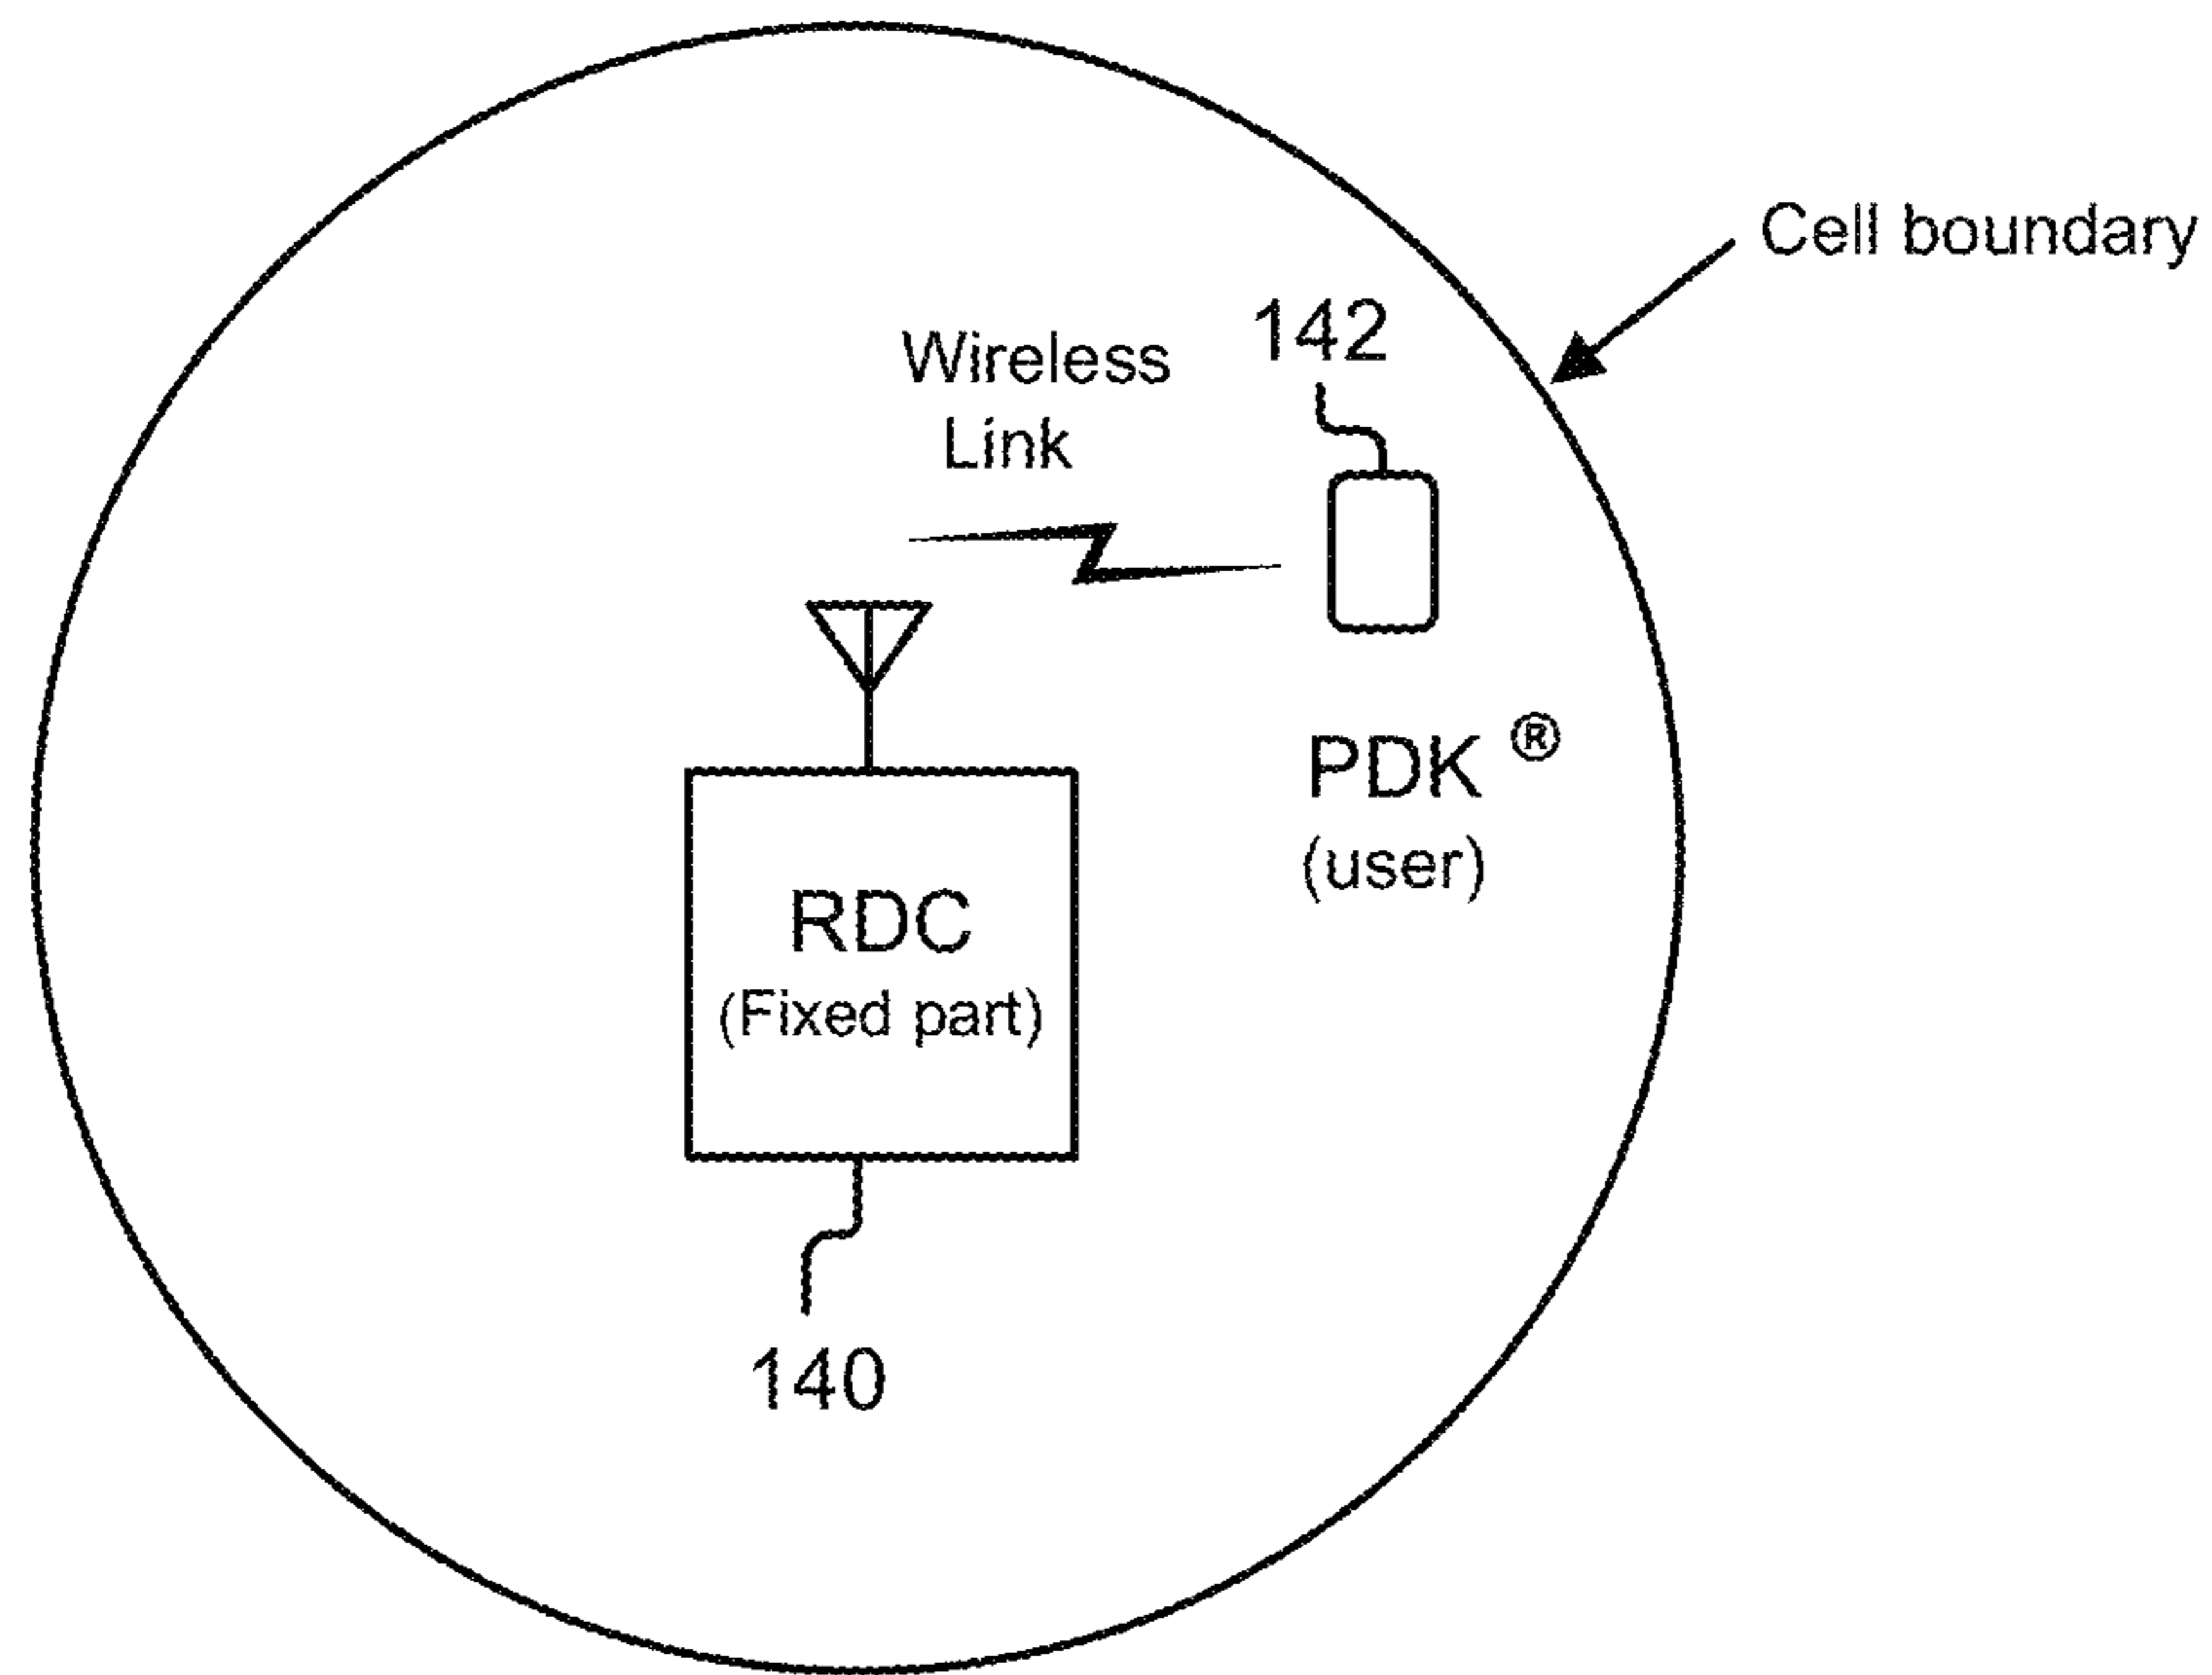 Cell boundary
142
Wireless
Link
PDK ®
(user)
RDC
(Fixed part)
140